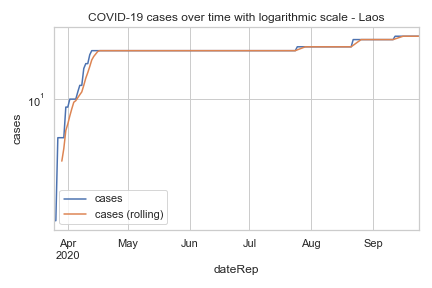 COVID-19 cases over time with logarithmic scale - Laos
cases
10¹
cases
cases (rolling)
Apr May Jun Jul Aug Sep
2020
dateRep